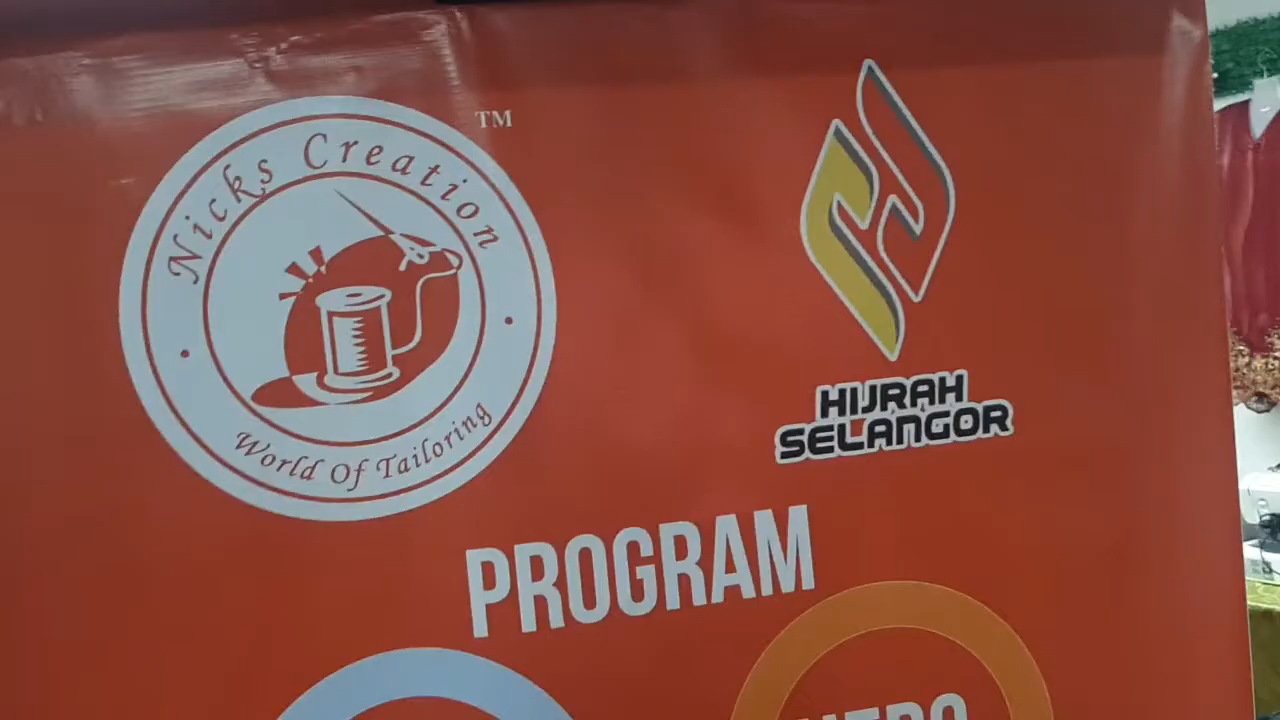 Nicks Creation
TM
World Of Tailoring
HIJRAH
SELANGOR
PROGRAM